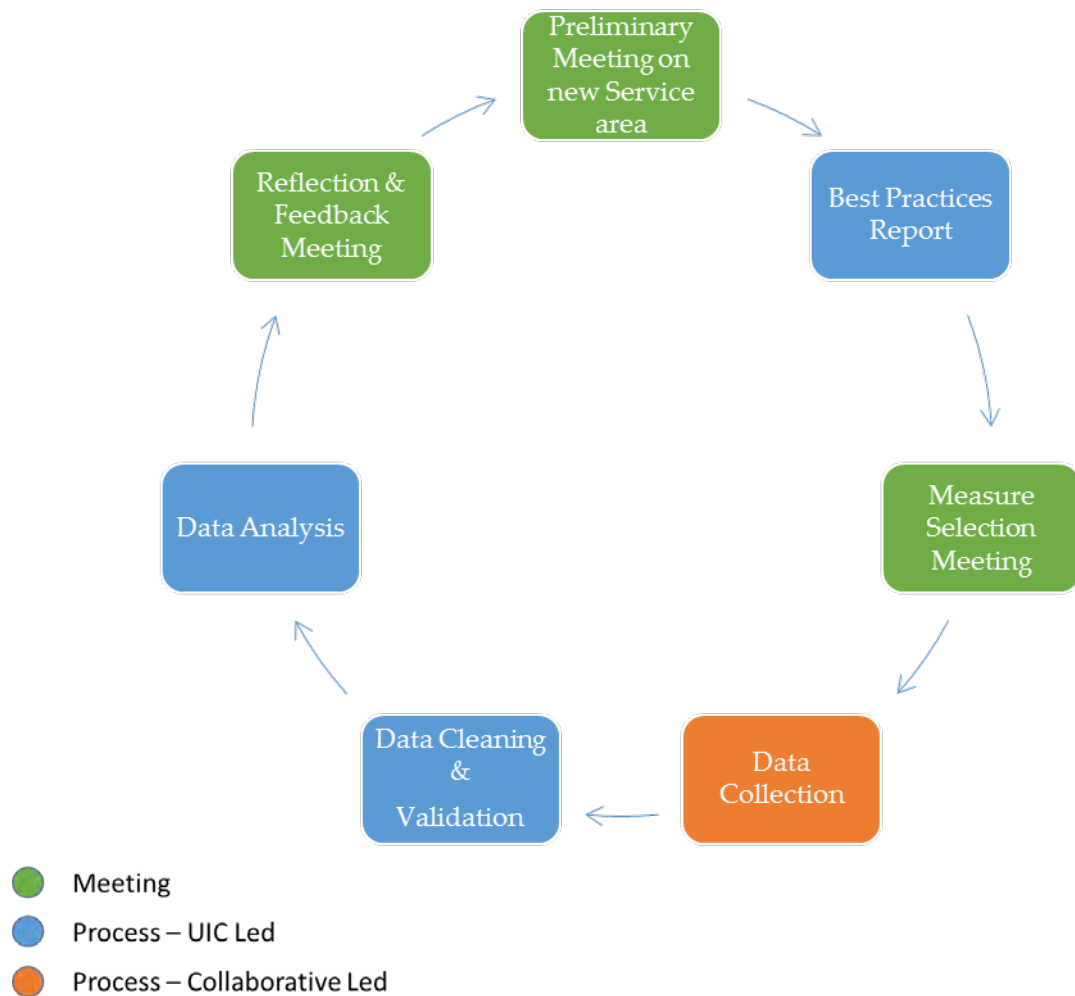 Preliminary
Meeting on
new Service
area
Best Practices
Report
Measure
Selection
Meeting
Data
Collection
Data Cleaning
&
Validation
Data Analysis
Reflection &
Feedback
Meeting
Meeting
Process – UIC Led
Process – Collaborative Led